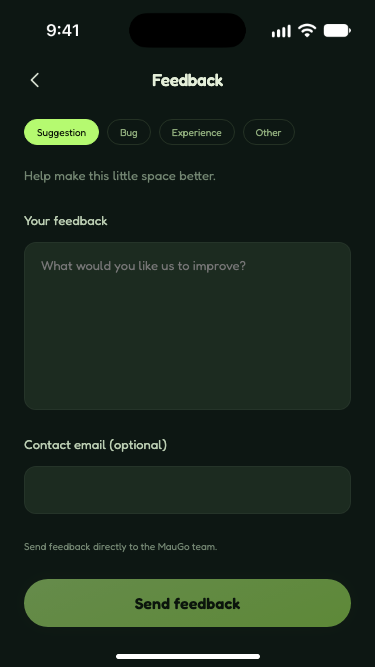 9:41
Feedback
Suggestion Bug Experience Other
Help make this little space better.
Your feedback
What would you like us to improve?
Contact email (optional)
Send feedback directly to the MauGo team.
Send feedback